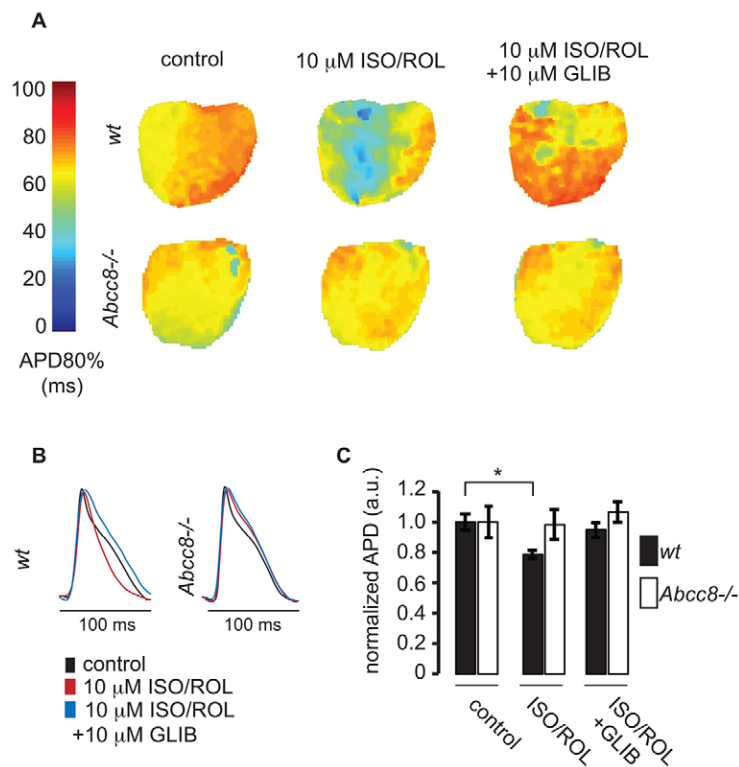 A
control
10 μM ISO/ROL
10 μM ISO/ROL
+10 μM GLIB
100
80
60
40
20
0
APD80%
(ms)
wt
Abcc8-/-
B
wt
100 ms
Abcc8-/-
100 ms
control
10 μM ISO/ROL
10 μM ISO/ROL
+10 μM GLIB
C
*
normalized APD (a.u.)
1.2
1.0
0.8
0.6
0.4
0.2
0
wt
Abcc8-/-
control
ISO/ROL
ISO/ROL
+GLIB